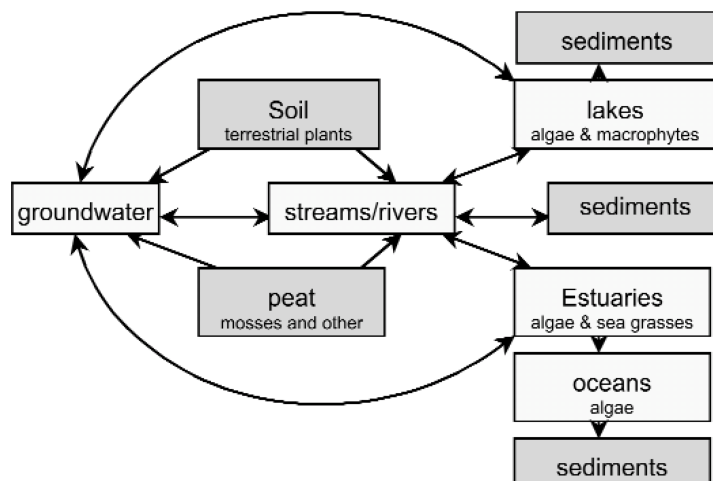 sediments
Soil
terrestrial plants
lakes
algae & macrophytes
groundwater
streams/rivers
sediments
peat
mosses and other
Estuaries
algae & sea grasses
oceans
algae
sediments